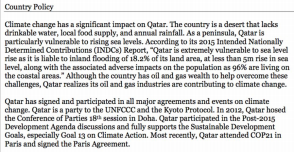 Country Policy
Climate change has a significant impact on Qatar. The country is a desert that lacks
drinkable water, local food supply, and annual rainfall. As a peninsula, Qatar is
particularly vulnerable to rising sea levels. According to its 2015 Intended Nationally
Determined Contributions (INDCs) Report, "Qatar is extremely vulnerable to sea level
rise as it is liable to inland flooding of 18.2% of its land area, at less than 5m rise in sea
level, along with the associated adverse impacts on the population as 96% are living on
the coastal areas." Although the country has oil and gas wealth to help overcome these
challenges, Qatar realizes its oil and gas industries are contributing to climate change.
Qatar has signed and participated in all major agreements and events on climate
change. Qatar is a party to the UNFCCC and the Kyoto Protocol. In 2012, Qatar hosed
the Conference of Parties 18th session in Doha. Qatar participated in the Post-2015
Development Agenda discussions and fully supports the Sustainable Development
Goals, especially Goal 13 on Climate Action. Most recently, Qatar attended COP21 in
Paris and signed the Paris Agreement.